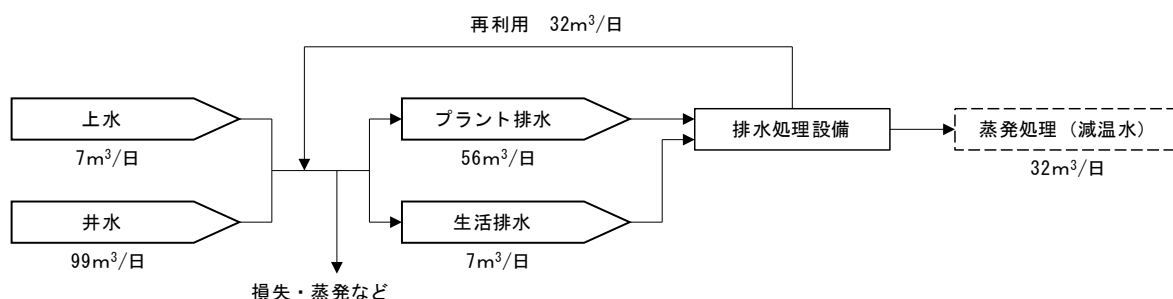 再利用 32m³/日
上水
7m³/日
井水
99m³/日
損失・蒸発など
プラント排水
56m³/日
生活排水
7m³/日
排水処理設備
蒸発処理（減温水）
32m³/日